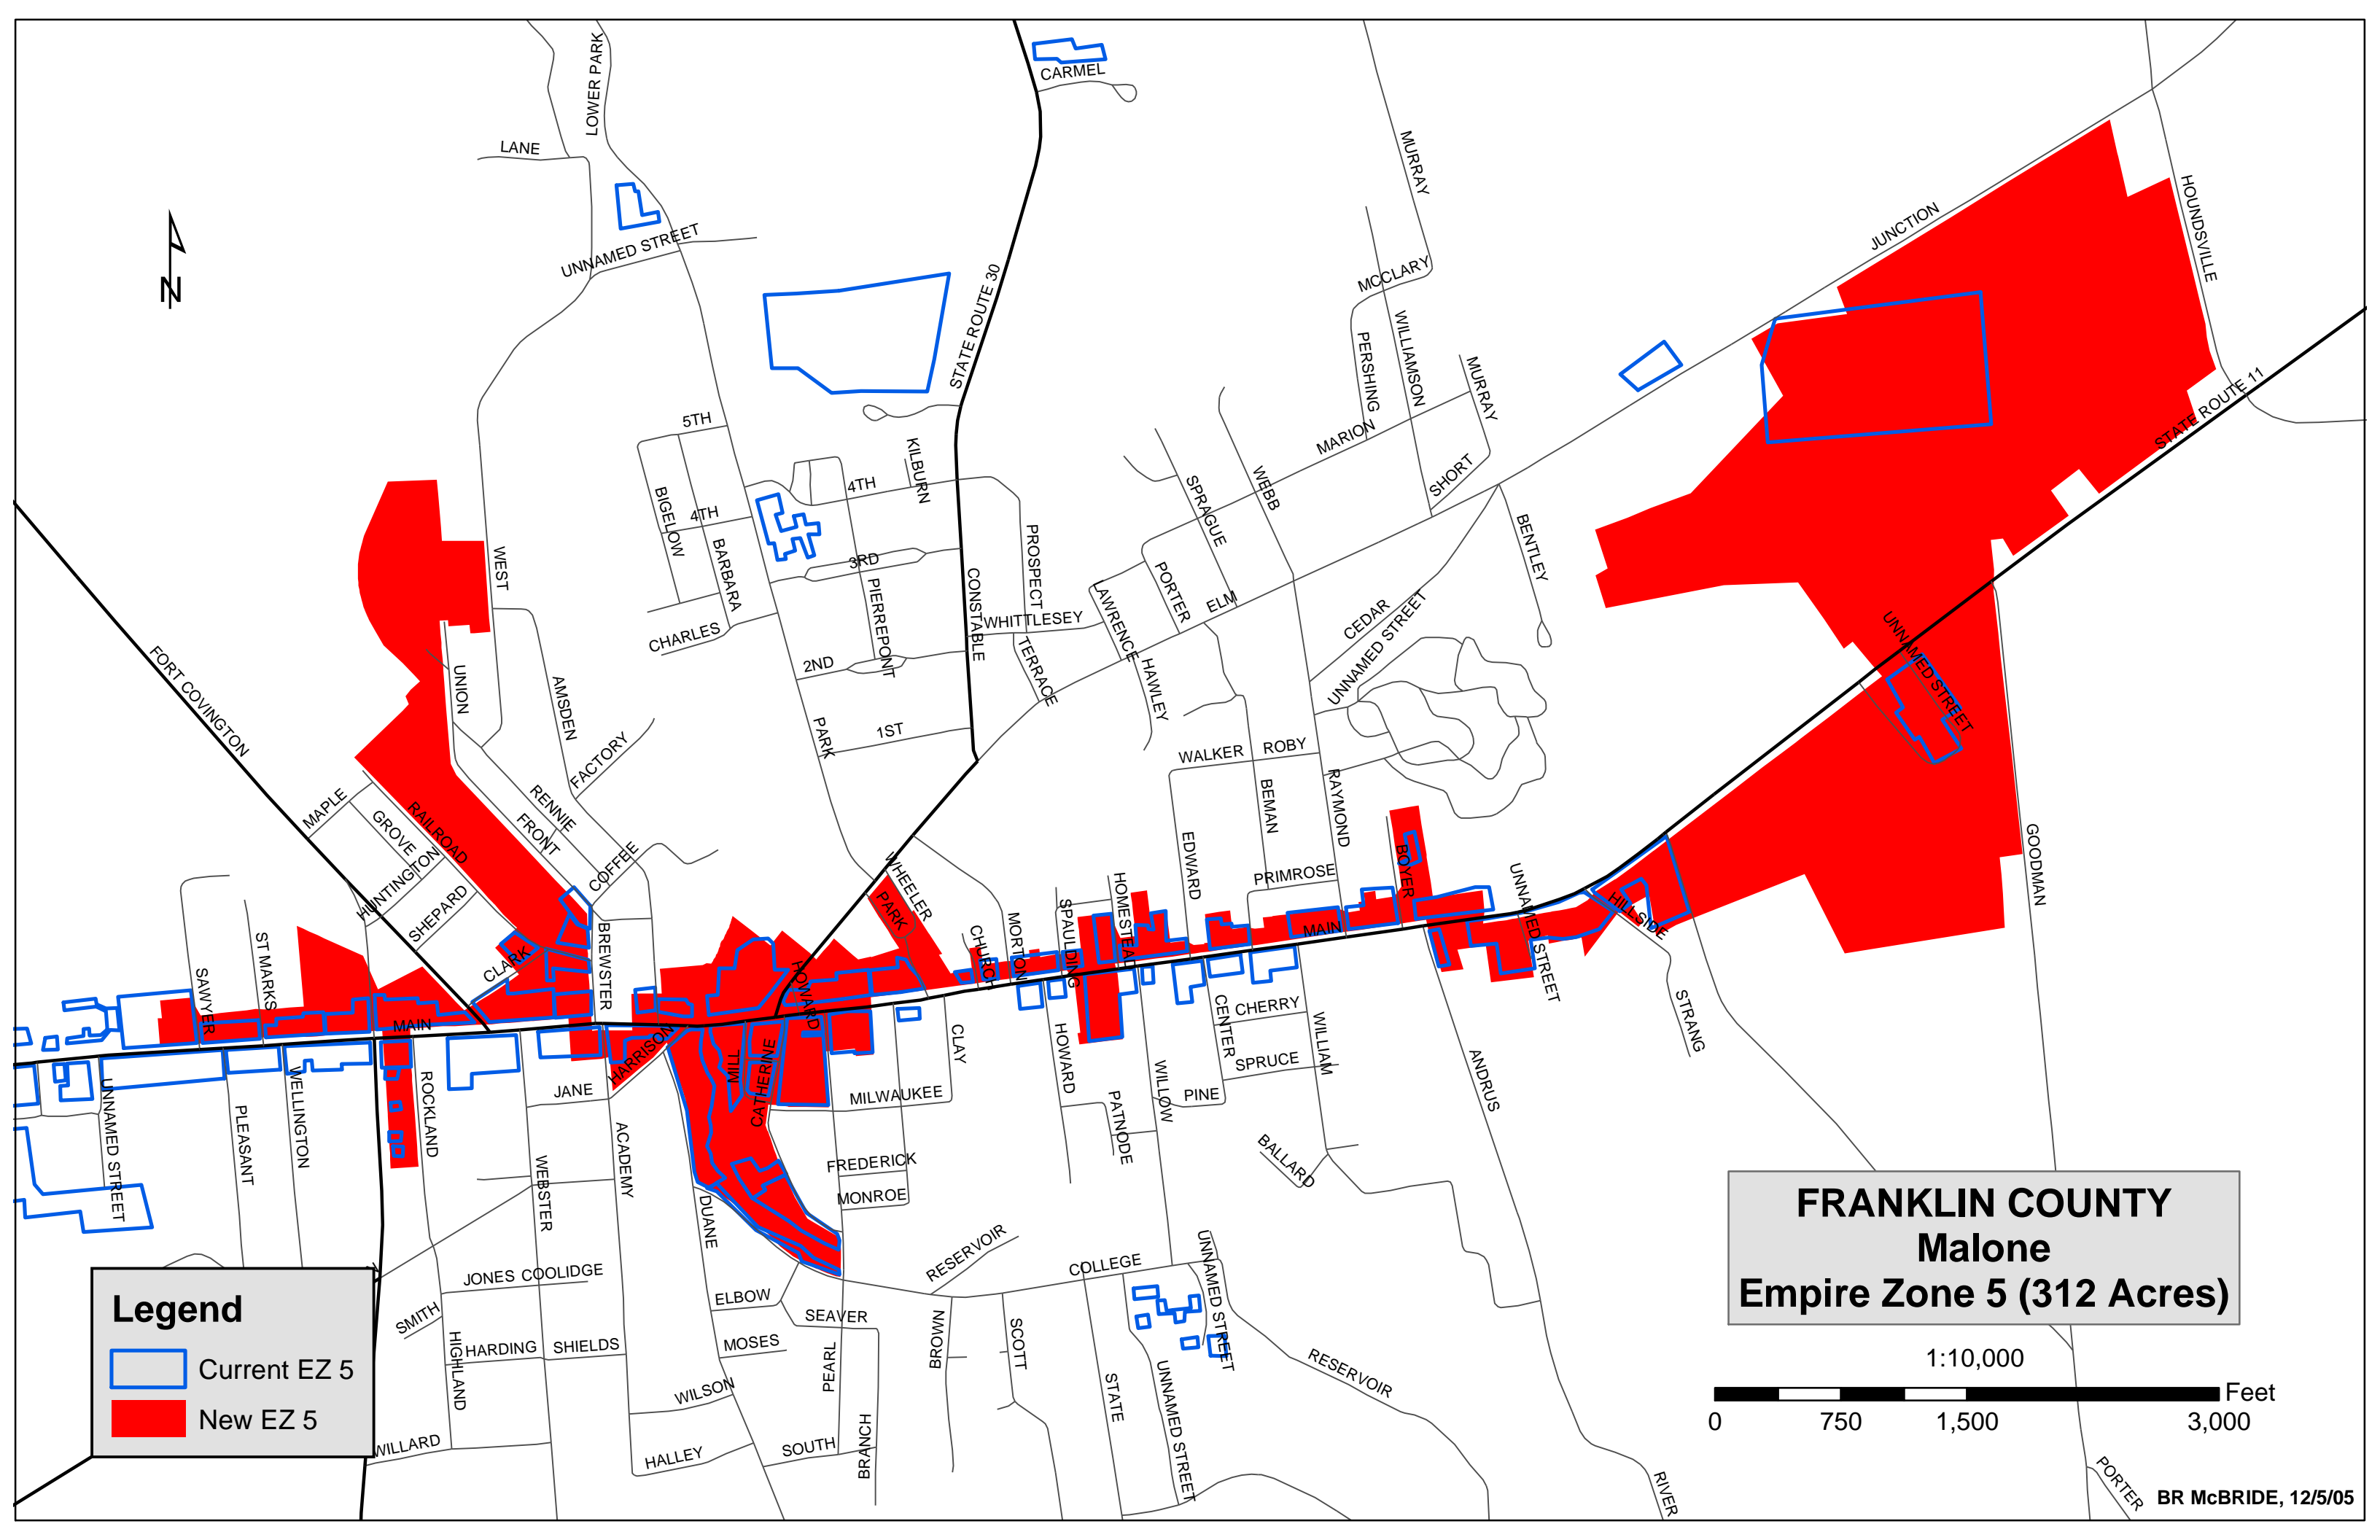 LOWER PARK
CARMEL
LANE
MURRAY
HOUNDSVILLE
JUNCTION
UNNAMED STREET
N
STATE ROUTE 30
MCCLARY
WILLIAMSON
PERSHING
MURRAY
STATE ROUTE 11
5TH
KILBURN
MARION
SHORT
4TH
BIGELOW
4TH
SPRAGUE
WEBB
BENTLEY
WEST
BARBARA
3RD
PROSPECT
CONSTABLE
PIERREPONT
PORTER
ELM
LAWRENCE
WHITTLESEY
CEDAR
UNNAMED STREET
CHARLES
2ND
TERRACE
HAWLEY
UNNAMED STREET
FORT COVINGTON
UNION
AMSDEN
FACTORY
PARK
1ST
WALKER
ROBY
BEMAN
RAYMOND
MAPLE
GROVE
RAILROAD
RENNIE
FRONT
HUNTINGTON
SHEPARD
COFFEE
WHEELER
PARK
EDWARD
PRIMROSE
BOYER
GOODMAN
UNNAMED STREET
HILLSIDE
HOMESTEAD
SPAULDING
MORTON
CHURCH
CLARK
BREWSTER
ST MARKS
SAWYER
HOWARD
MAIN
MAIN
STRANG
CENTER
CHERRY
WILLIAM
SPRUCE
PINE
ANDRUS
HARRISON
MILL
CATHERINE
CLAY
HOWARD
WILLOW
PATNODE
MILWAUKEE
JANE
ACADEMY
ROCKLAND
WELLINGTON
PLEASANT
UNNAMED STREET
WEBSTER
FREDERICK
MONROE
BALLARD
DUANE
RESERVOIR
COLLEGE
UNNAMED STREET
FRANKLIN COUNTY
Malone
Empire Zone 5 (312 Acres)
JONES
COOLIDGE
ELBOW
SEAVER
SMITH
HIGHLAND
HARDING
SHIELDS
MOSES
PEARL
BROWN
SCOTT
STATE
UNNAMED STREET
RESERVOIR
WILSON
HALLEY
SOUTH
BRANCH
WILLARD
RIVER
PORTER
Legend
Current EZ 5
New EZ 5
1:10,000
Feet
0 750 1,500 3,000
BR McBRIDE, 12/5/05